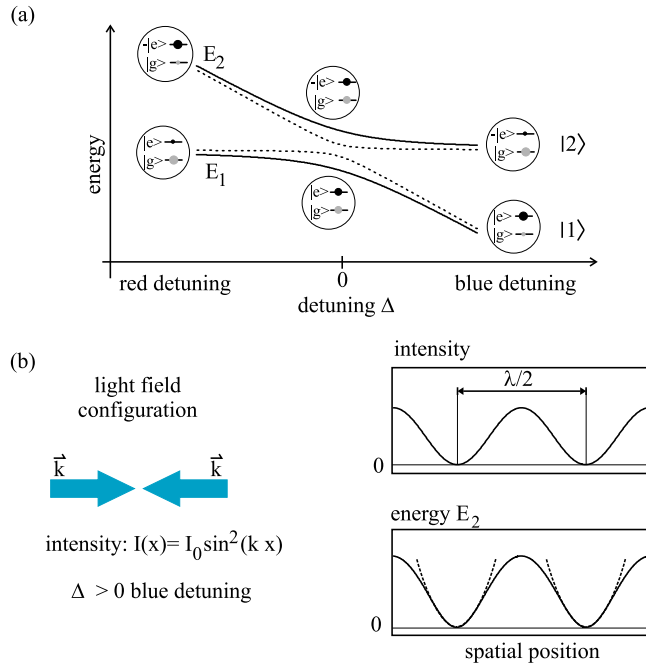 (a)
-|e>
|g>
E2
-|e>
|g>
|e>
|g>
E1
-|e>
|g>
|2⟩
|e>
|g>
|e>
|g>
|1⟩
energy
red detuning
0
blue detuning
detuning Δ
(b)
light field
configuration
k
k
intensity: I(x)= I0 sin²(k x)
Δ > 0 blue detuning
intensity
λ/2
0
energy E2
0
spatial position